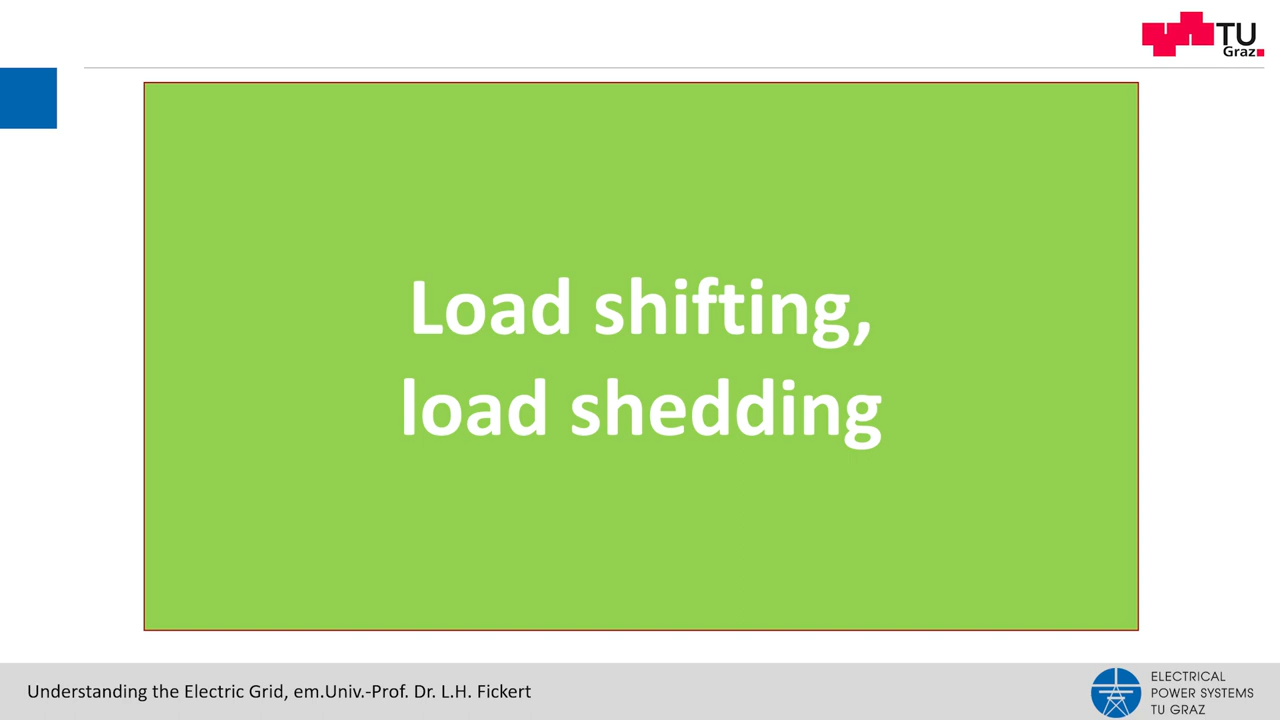 TU
Graz
Load shifting,
load shedding
Understanding the Electric Grid, em.Univ.-Prof. Dr. L.H. Fickert
ELECTRICAL
POWER SYSTEMS
TU GRAZ